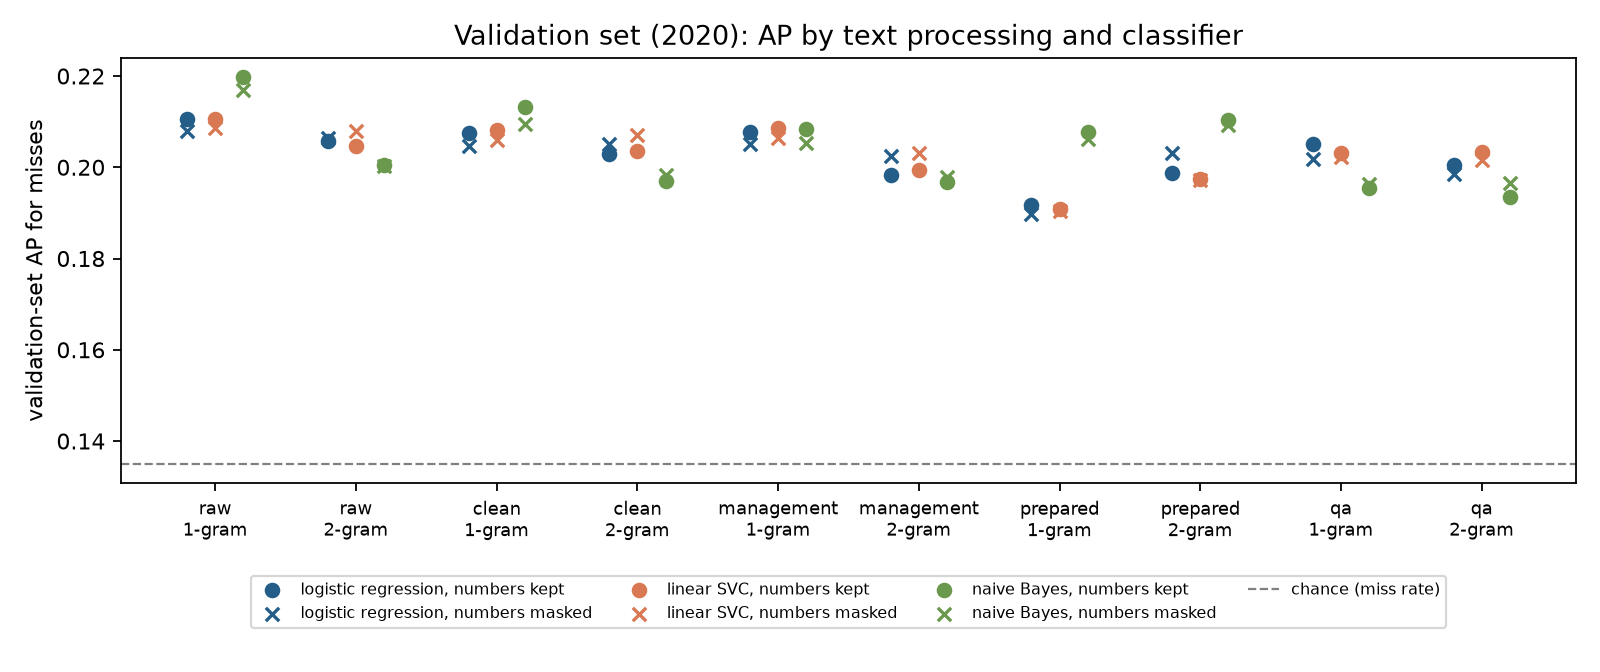 Validation set (2020): AP by text processing and classifier
validation-set AP for misses
0.22
0.20
0.18
0.16
0.14
raw
1-gram
raw
2-gram
clean
1-gram
clean
2-gram
management
1-gram
management
2-gram
prepared
1-gram
prepared
2-gram
qa
1-gram
qa
2-gram
logistic regression, numbers kept
logistic regression, numbers masked
linear SVC, numbers kept
linear SVC, numbers masked
naive Bayes, numbers kept
naive Bayes, numbers masked
chance (miss rate)